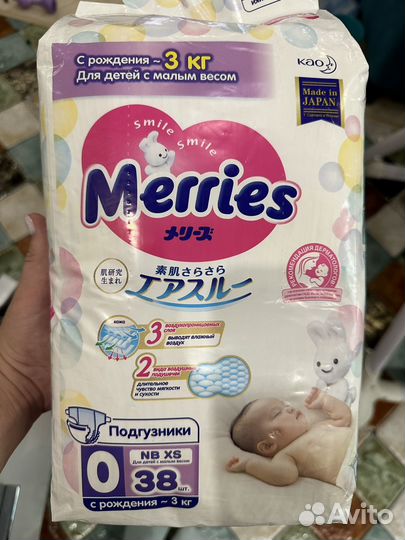 С рождения ~ 3 кг
Для детей с малым весом
Kao
Made in
JAPAN
Smile Smile
Merries
メリーズ
肌研究
生まれ
素肌さらさら
エアスルー
РЕКОМЕНДАЦИЯ ДЕРМАТОЛОГОВ
кожа
3 воздухопроницаемых
слоя
выводят влажный
воздух
2 вида воздушных
подушечек
длительное
чувство мягкости
и сухости
Подгузники
0
NB XS
Для детей с малым весом
38 шт.
с рождения ~ 3 кг
Avito